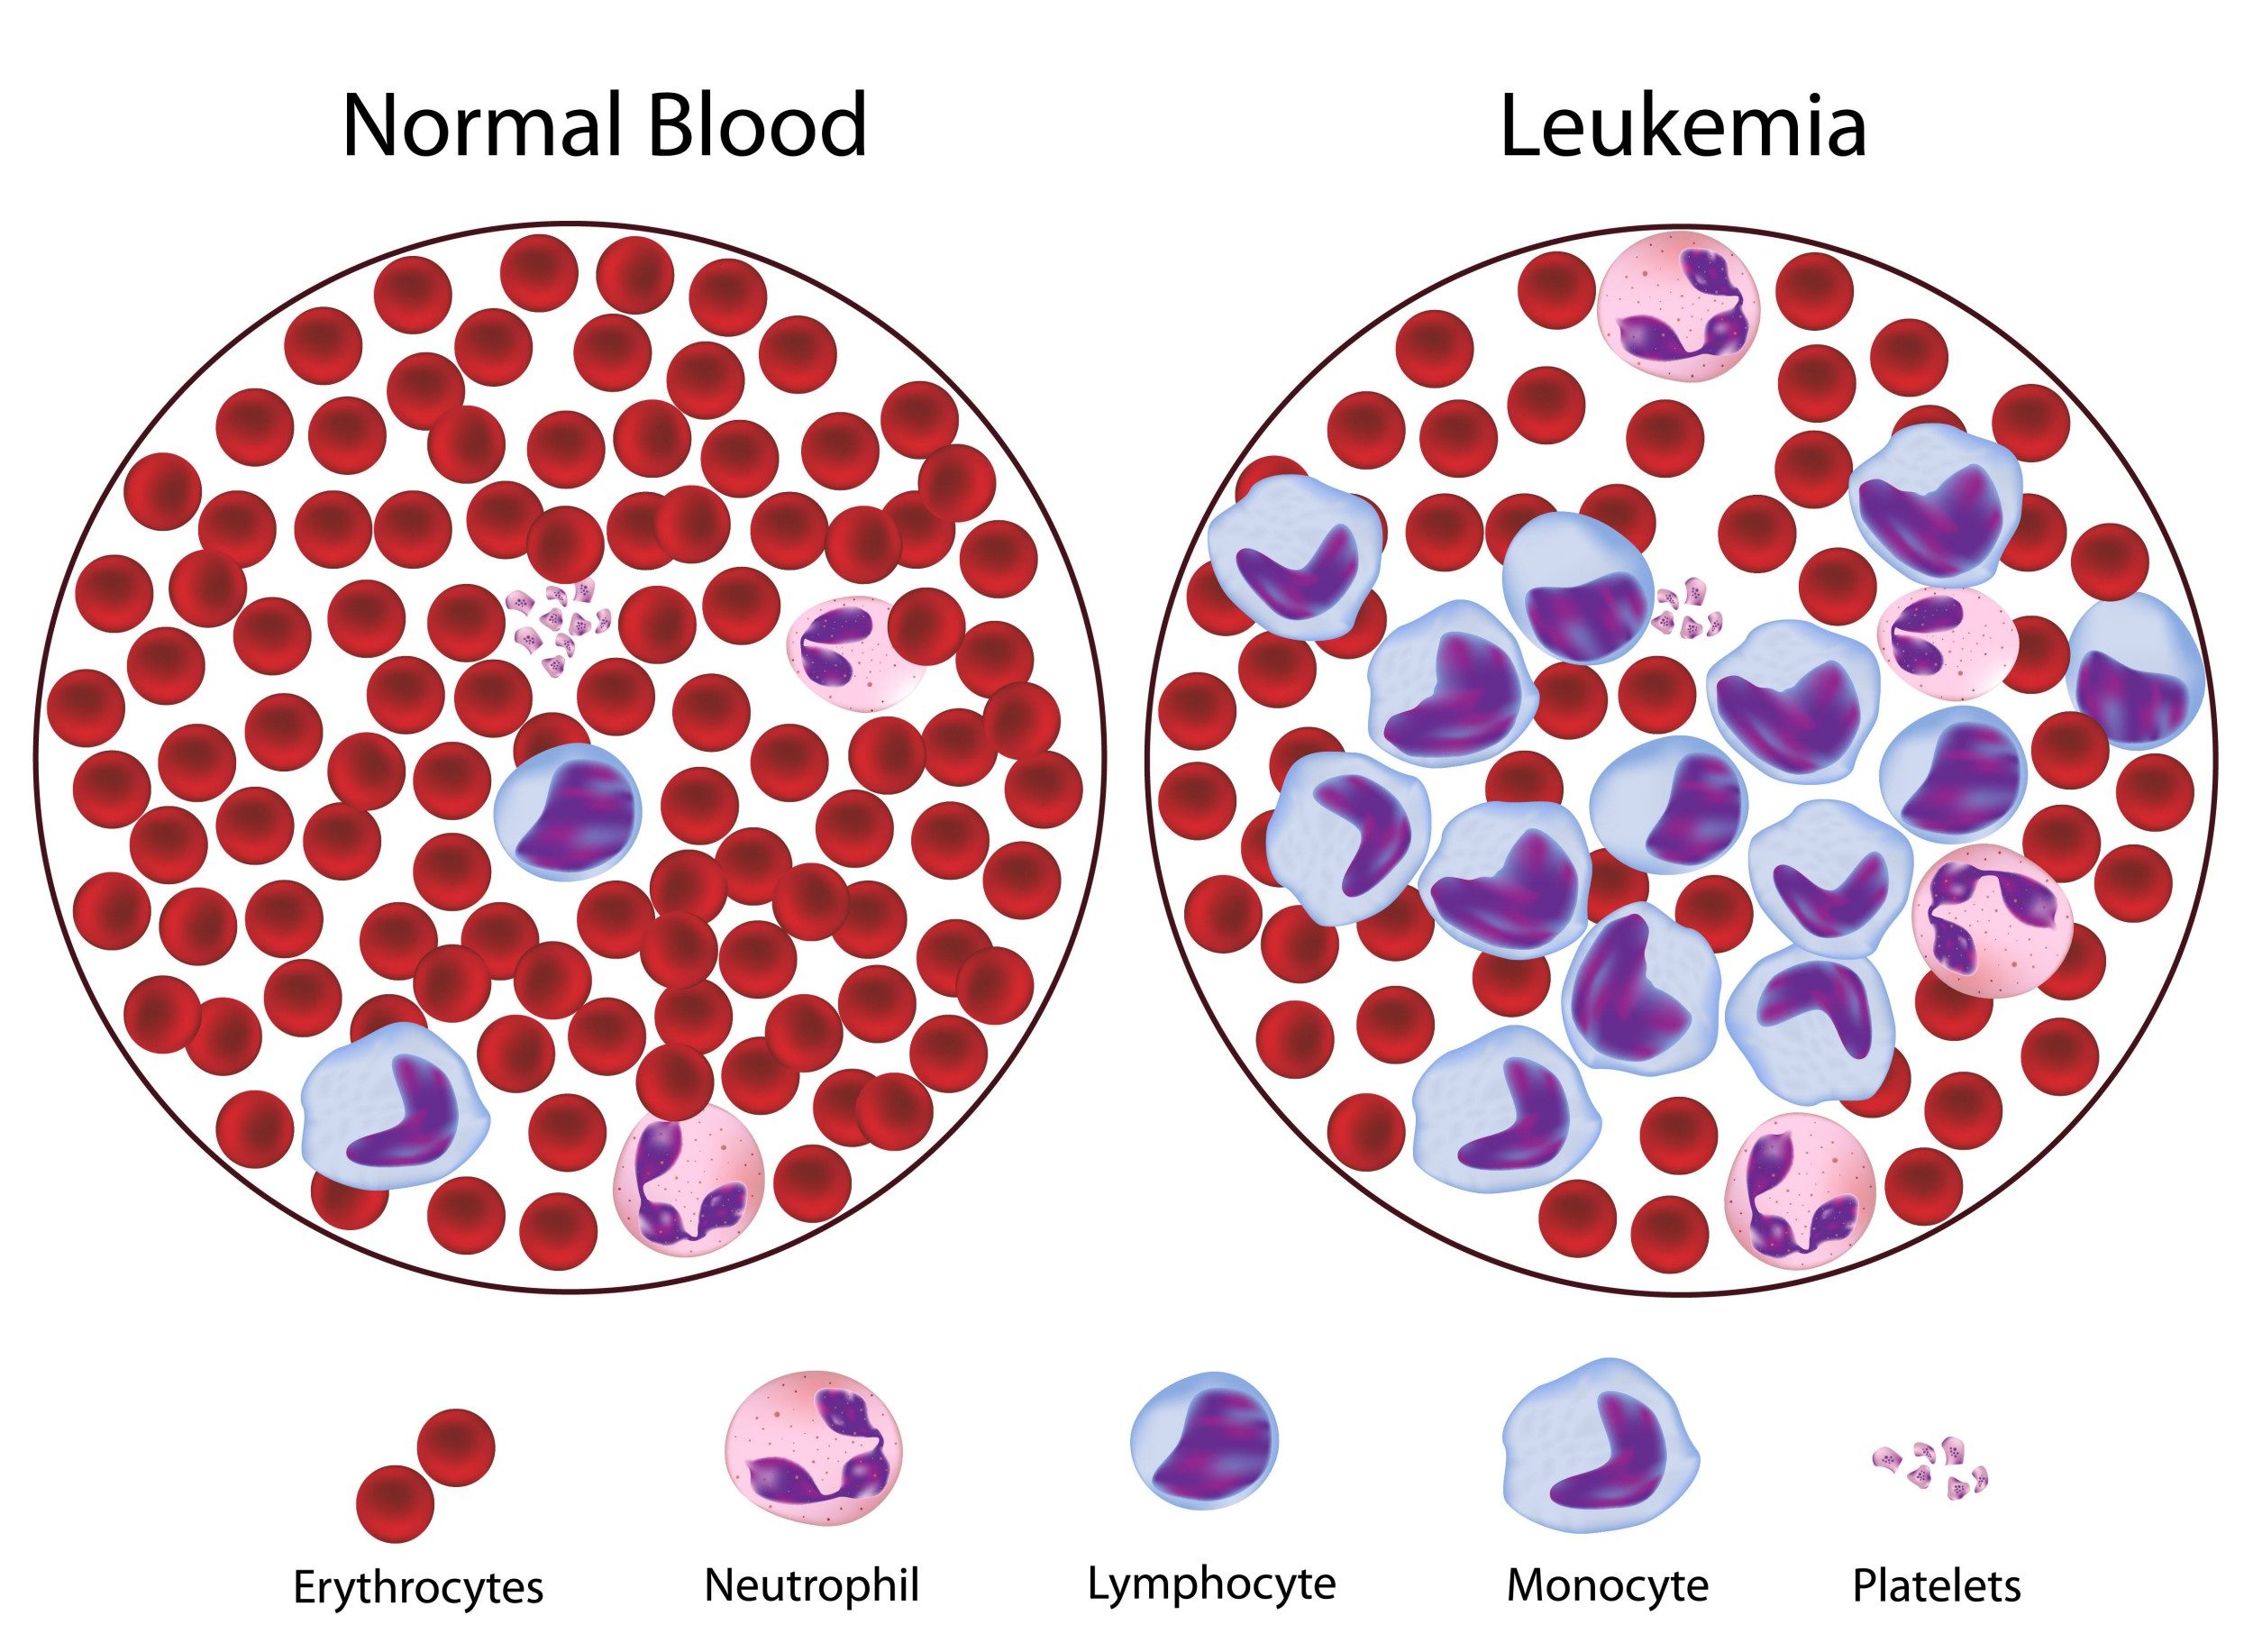 Normal Blood
Leukemia
Erythrocytes
Neutrophil
Lymphocyte
Monocyte
Platelets